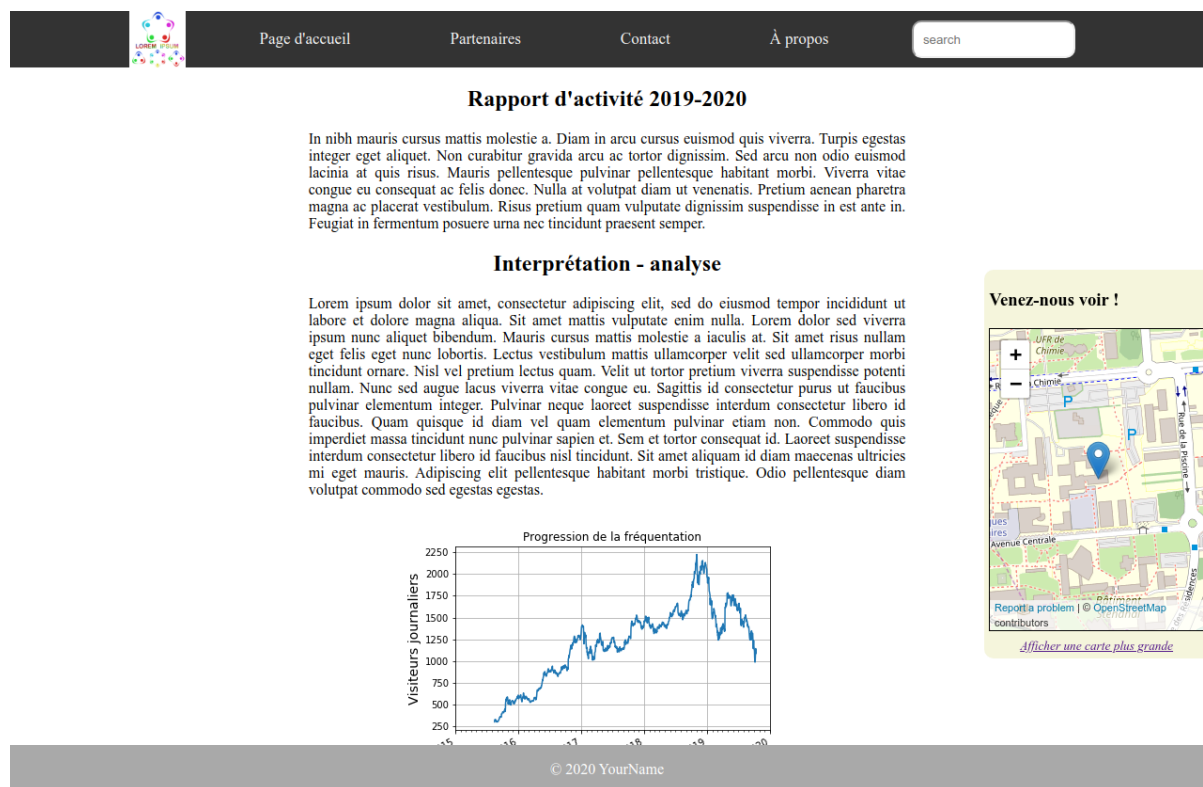 LOREM IPSUM
Page d'accueil
Partenaires
Contact
À propos
search
Rapport d'activité 2019-2020
In nibh mauris cursus mattis molestie a. Diam in arcu cursus euismod quis viverra. Turpis egestas
integer eget aliquet. Non curabitur gravida arcu ac tortor dignissim. Sed arcu non odio euismod
lacinia at quis risus. Mauris pellentesque pulvinar pellentesque habitant morbi. Viverra vitae
congue eu consequat ac felis donec. Nulla at volutpat diam ut venenatis. Pretium aenean pharetra
magna ac placerat vestibulum. Risus pretium quam vulputate dignissim suspendisse in est ante in.
Feugiat in fermentum posuere urna nec tincidunt praesent semper.
Interprétation - analyse
Lorem ipsum dolor sit amet, consectetur adipiscing elit, sed do eiusmod tempor incididunt ut
labore et dolore magna aliqua. Sit amet mattis vulputate enim nulla. Lorem dolor sed viverra
ipsum nunc aliquet bibendum. Mauris cursus mattis molestie a iaculis at. Sit amet risus nullam
eget felis eget nunc lobortis. Lectus vestibulum mattis ullamcorper velit sed ullamcorper morbi
tincidunt ornare. Nisl vel pretium lectus quam. Velit ut tortor pretium viverra suspendisse potenti
nullam. Nunc sed augue lacus viverra vitae congue eu. Sagittis id consectetur purus ut faucibus
pulvinar elementum integer. Pulvinar neque laoreet suspendisse interdum consectetur libero id
faucibus. Quam quisque id diam vel quam elementum pulvinar etiam non. Commodo quis
imperdiet massa tincidunt nunc pulvinar sapien et. Sem et tortor consequat id. Laoreet suspendisse
interdum consectetur libero id faucibus nisl tincidunt. Sit amet aliquam id diam maecenas ultricies
mi eget mauris. Adipiscing elit pellentesque habitant morbi tristique. Odio pellentesque diam
volutpat commodo sed egestas egestas.
Progression de la fréquentation
Visiteurs journaliers
2250
2000
1750
1500
1250
1000
750
500
250
Venez-nous voir !
UFR de
Chimie
+
−
Chimie
P
P
Rue de la Piscine
Avenue Centrale
Bâtiment
Stendhal
Report a problem | © OpenStreetMap
contributors
Afficher une carte plus grande
© 2020 YourName